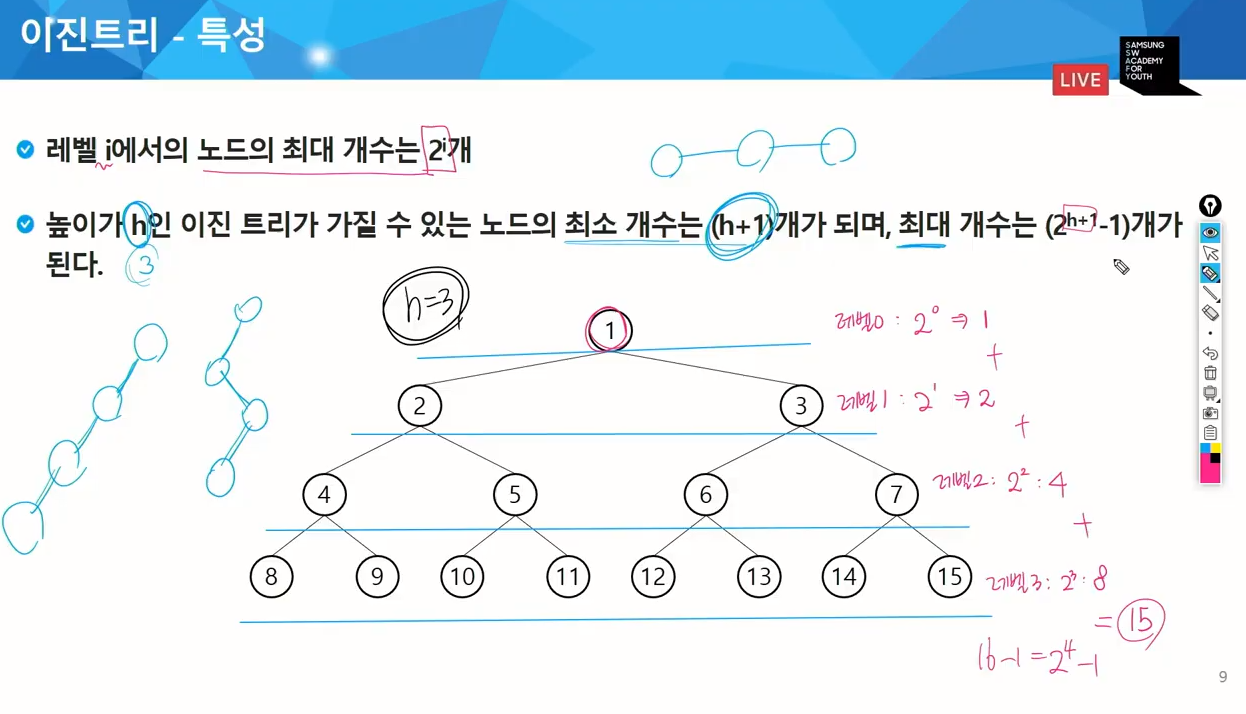 이진트리 - 특성
SAMSUNG
SW
ACADEMY
FOR
YOUTH
LIVE
레벨 i에서의 노드의 최대 개수는 2ⁱ개
높이가 h인 이진 트리가 가질 수 있는 노드의 최소 개수는 (h+1)개가 되며, 최대 개수는 (2ʰ⁺¹-1)개가
된다.
3
h=3
1
레벨0 : 2⁰ ⇒ 1
+
2 3
레벨1 : 2¹ ⇒ 2
+
4 5 6 7
레벨2 : 2² : 4
+
8 9 10 11 12 13 14 15
레벨3 : 2³ : 8
= 15
16-1 = 2⁴-1
9